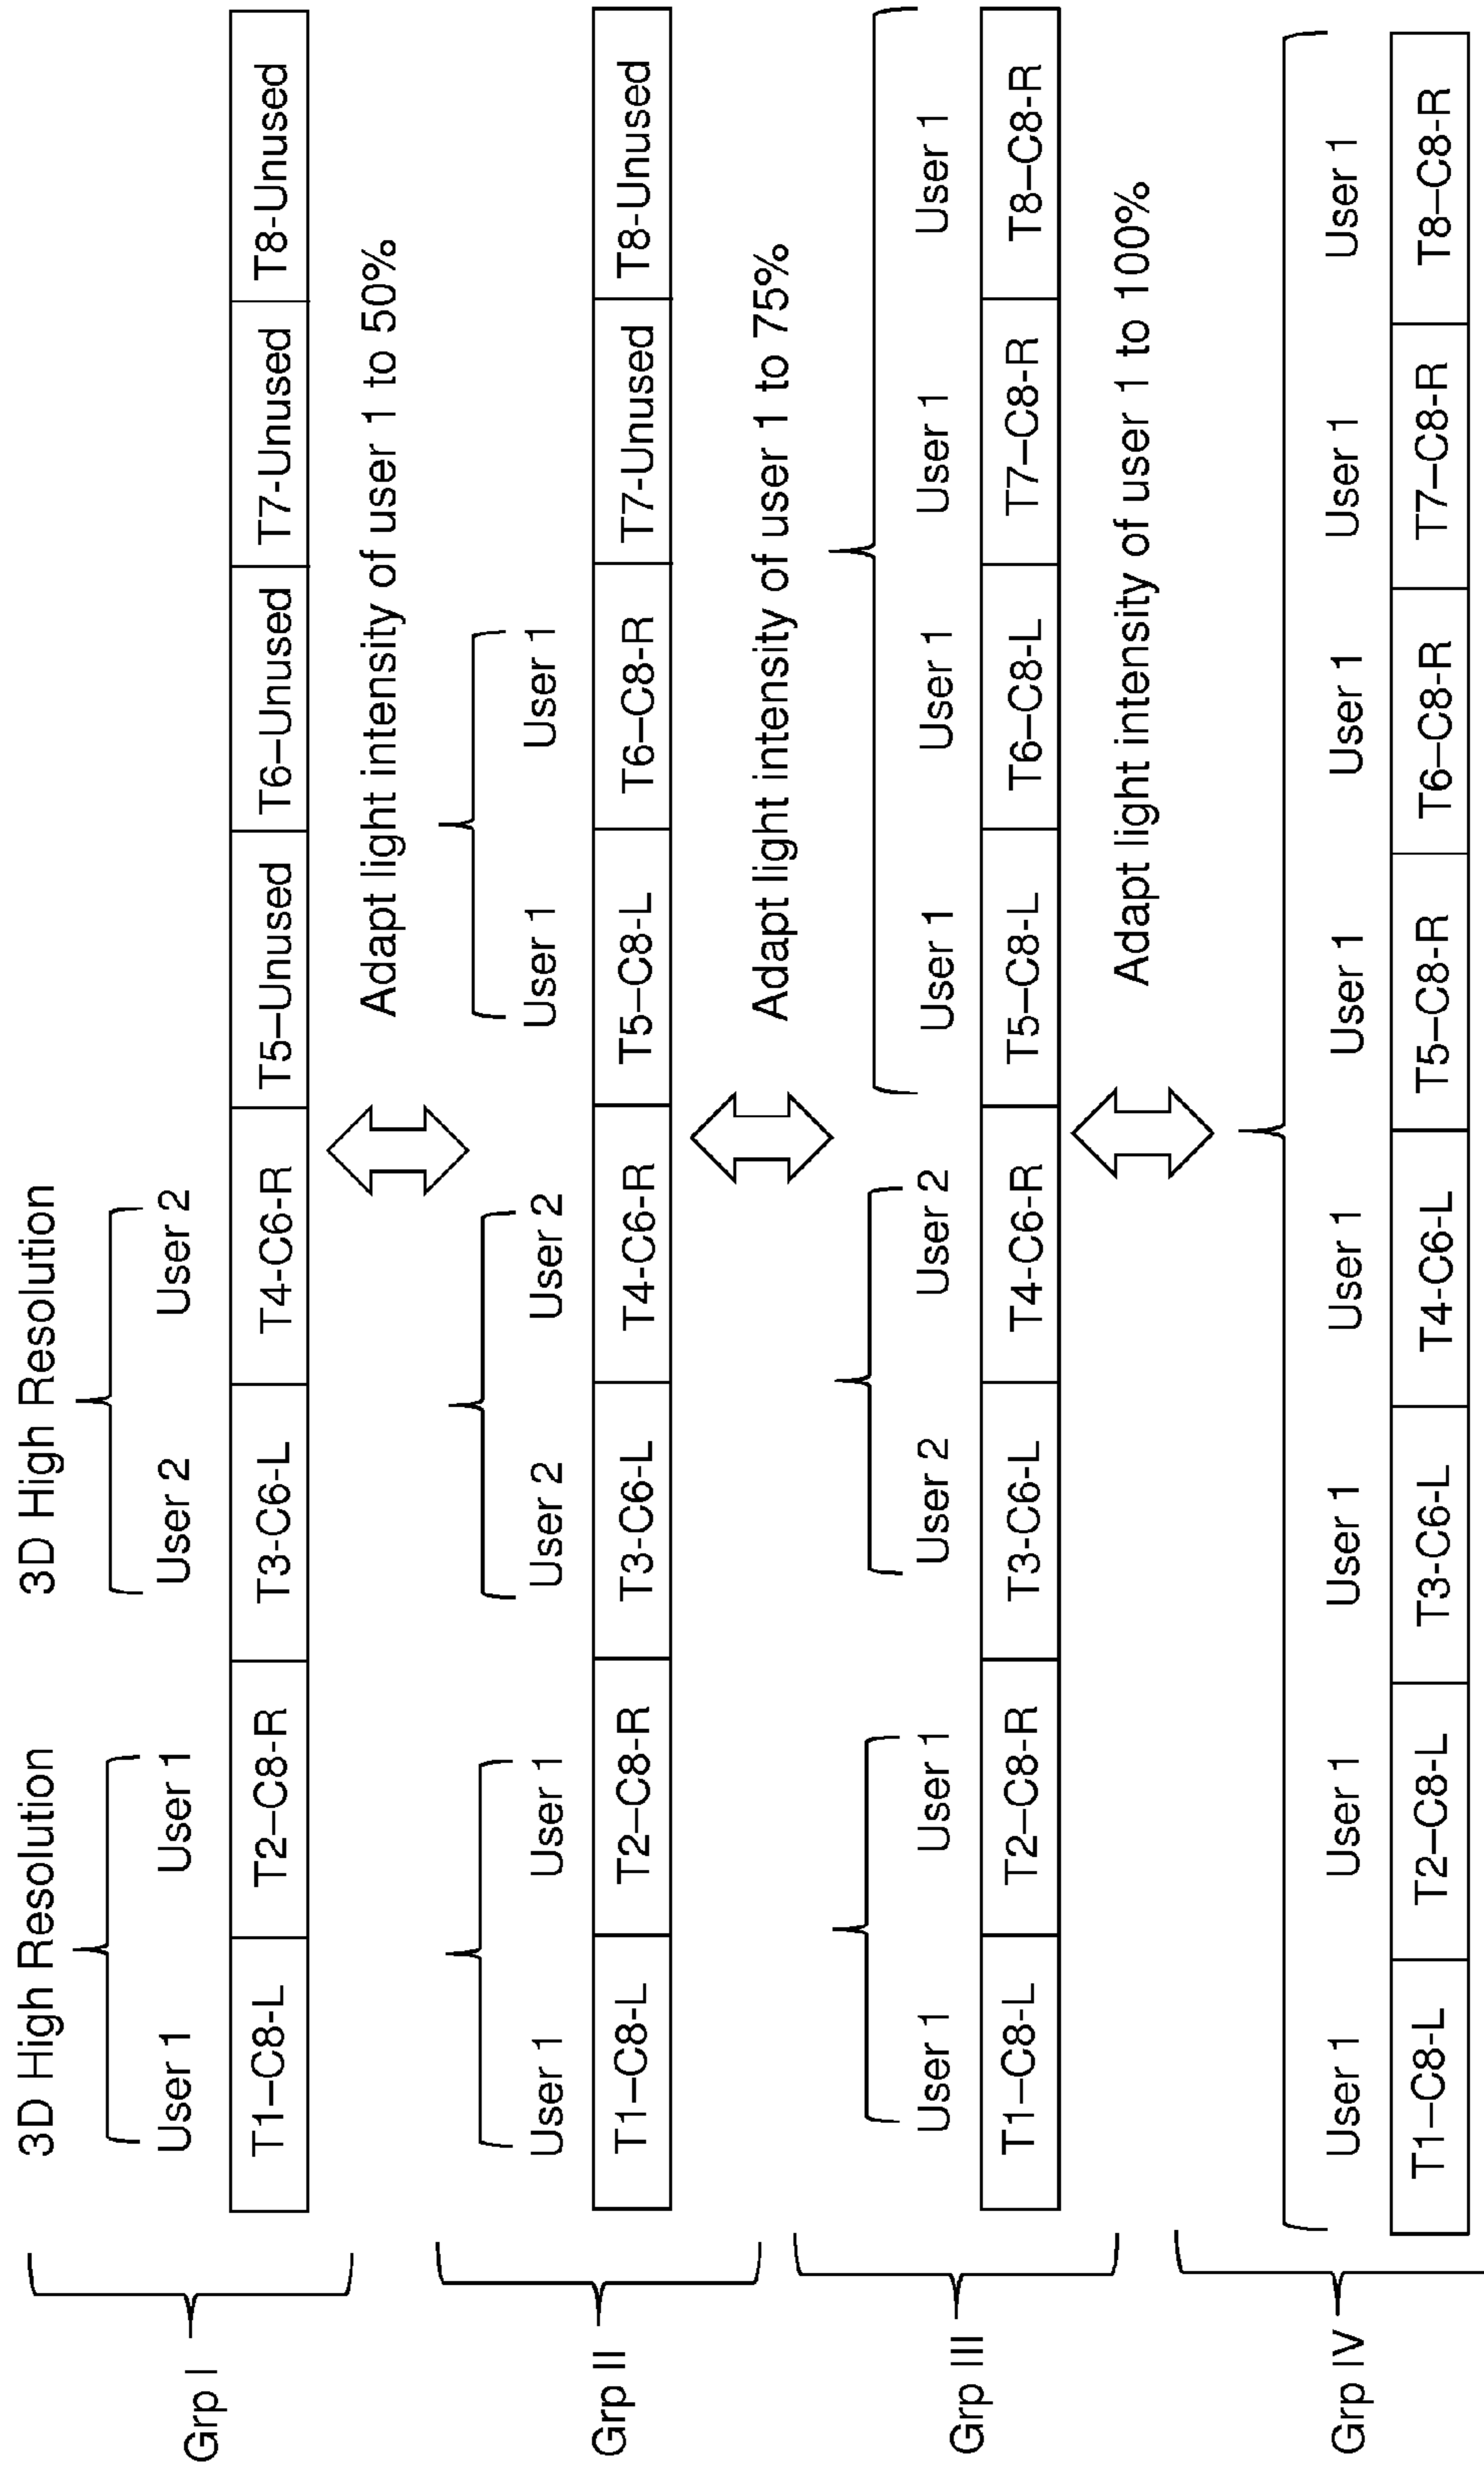 3D High Resolution
3D High Resolution
User 1
User 1
User 2
User 2
Grp I
T1–C8-L
T2–C8-R
T3-C6-L
T4-C6-R
T5–Unused
T6–Unused
T7-Unused
T8-Unused
Adapt light intensity of user 1 to 50%
User 1
User 1
User 2
User 2
User 1
User 1
Grp II
T1–C8-L
T2–C8-R
T3-C6-L
T4-C6-R
T5–C8-L
T6–C8-R
T7-Unused
T8-Unused
Adapt light intensity of user 1 to 75%
User 1
User 1
User 2
User 2
User 1
User 1
User 1
User 1
Grp III
T1–C8-L
T2–C8-R
T3-C6-L
T4-C6-R
T5–C8-L
T6–C8-L
T7–C8-R
T8–C8-R
Adapt light intensity of user 1 to 100%
User 1
User 1
User 1
User 1
User 1
User 1
User 1
User 1
Grp IV
T1–C8-L
T2–C8-L
T3-C6-L
T4-C6-L
T5–C8-R
T6–C8-R
T7–C8-R
T8–C8-R